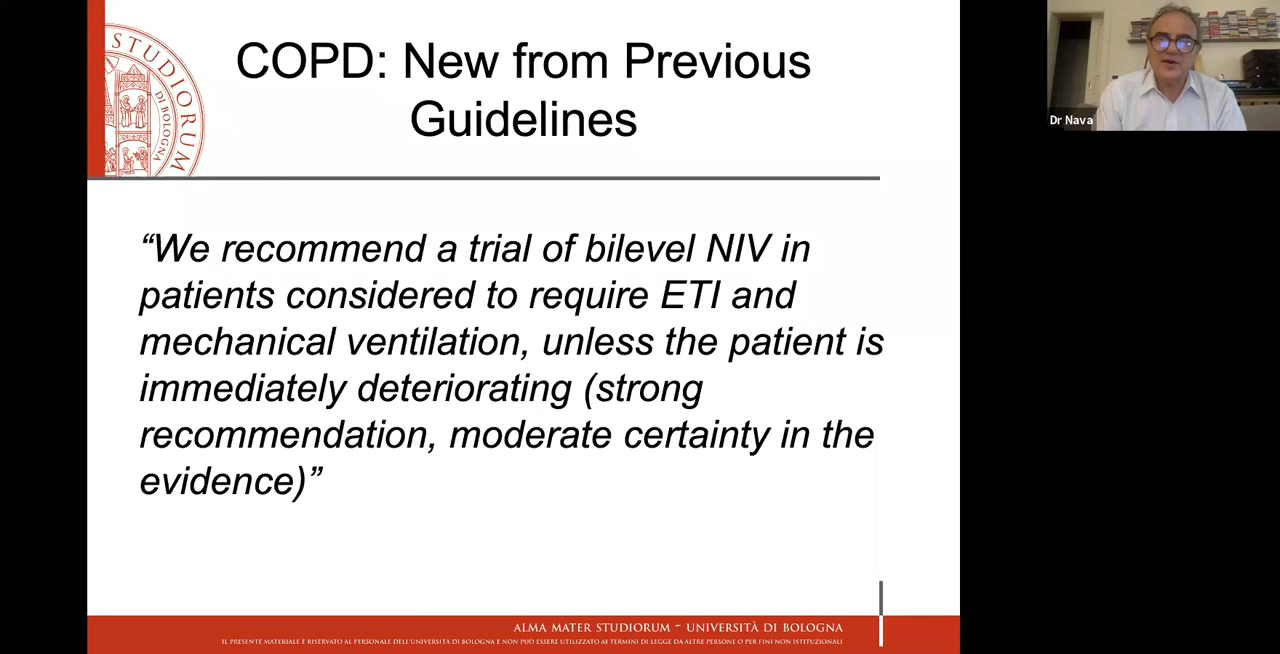 STUDIORUM
DI BOLOGNA
COPD: New from Previous
Guidelines
Dr Nava
“We recommend a trial of bilevel NIV in
patients considered to require ETI and
mechanical ventilation, unless the patient is
immediately deteriorating (strong
recommendation, moderate certainty in the
evidence)”
ALMA MATER STUDIORUM – UNIVERSITÀ DI BOLOGNA
IL PRESENTE MATERIALE È RISERVATO AL PERSONALE DELL'UNIVERSITÀ DI BOLOGNA E NON PUÒ ESSERE UTILIZZATO AI TERMINI DI LEGGE DA ALTRE PERSONE O PER FINI NON ISTITUZIONALI